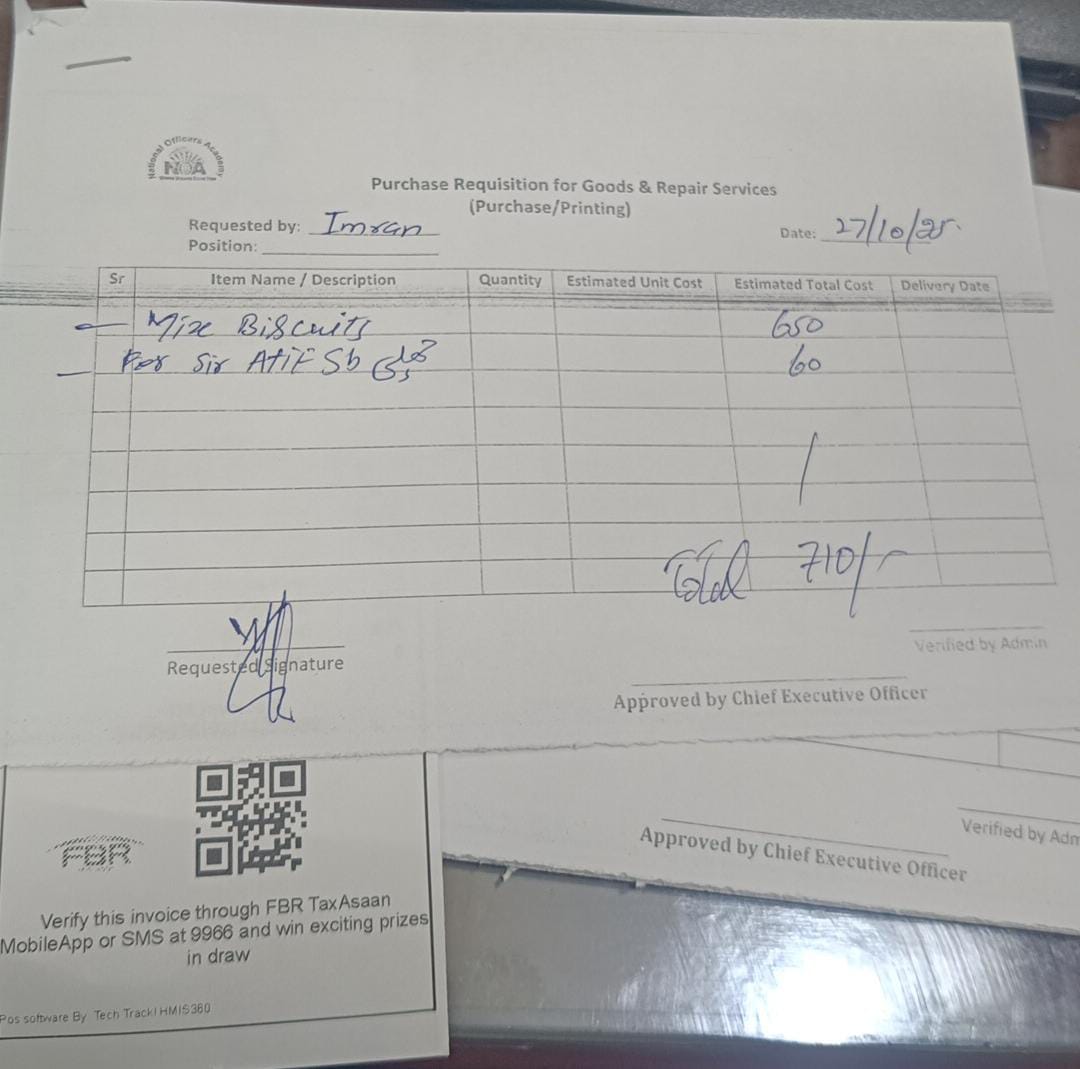 National Officers Academy
NOA
Purchase Requisition for Goods & Repair Services
(Purchase/Printing)
Requested by: Imran
Position:
Date: 27/10/25.
Sr Item Name / Description Quantity Estimated Unit Cost Estimated Total Cost Delivery Date
Mixe Biscuits 650
For Sir Atif Sb 60
Total 710/-
Requested Signature
Verified by Admin
Approved by Chief Executive Officer
FBR
Verify this invoice through FBR TaxAsaan
MobileApp or SMS at 9966 and win exciting prizes
in draw
Pos software By Tech Track/HMIS360
Verified by Adm
Approved by Chief Executive Officer